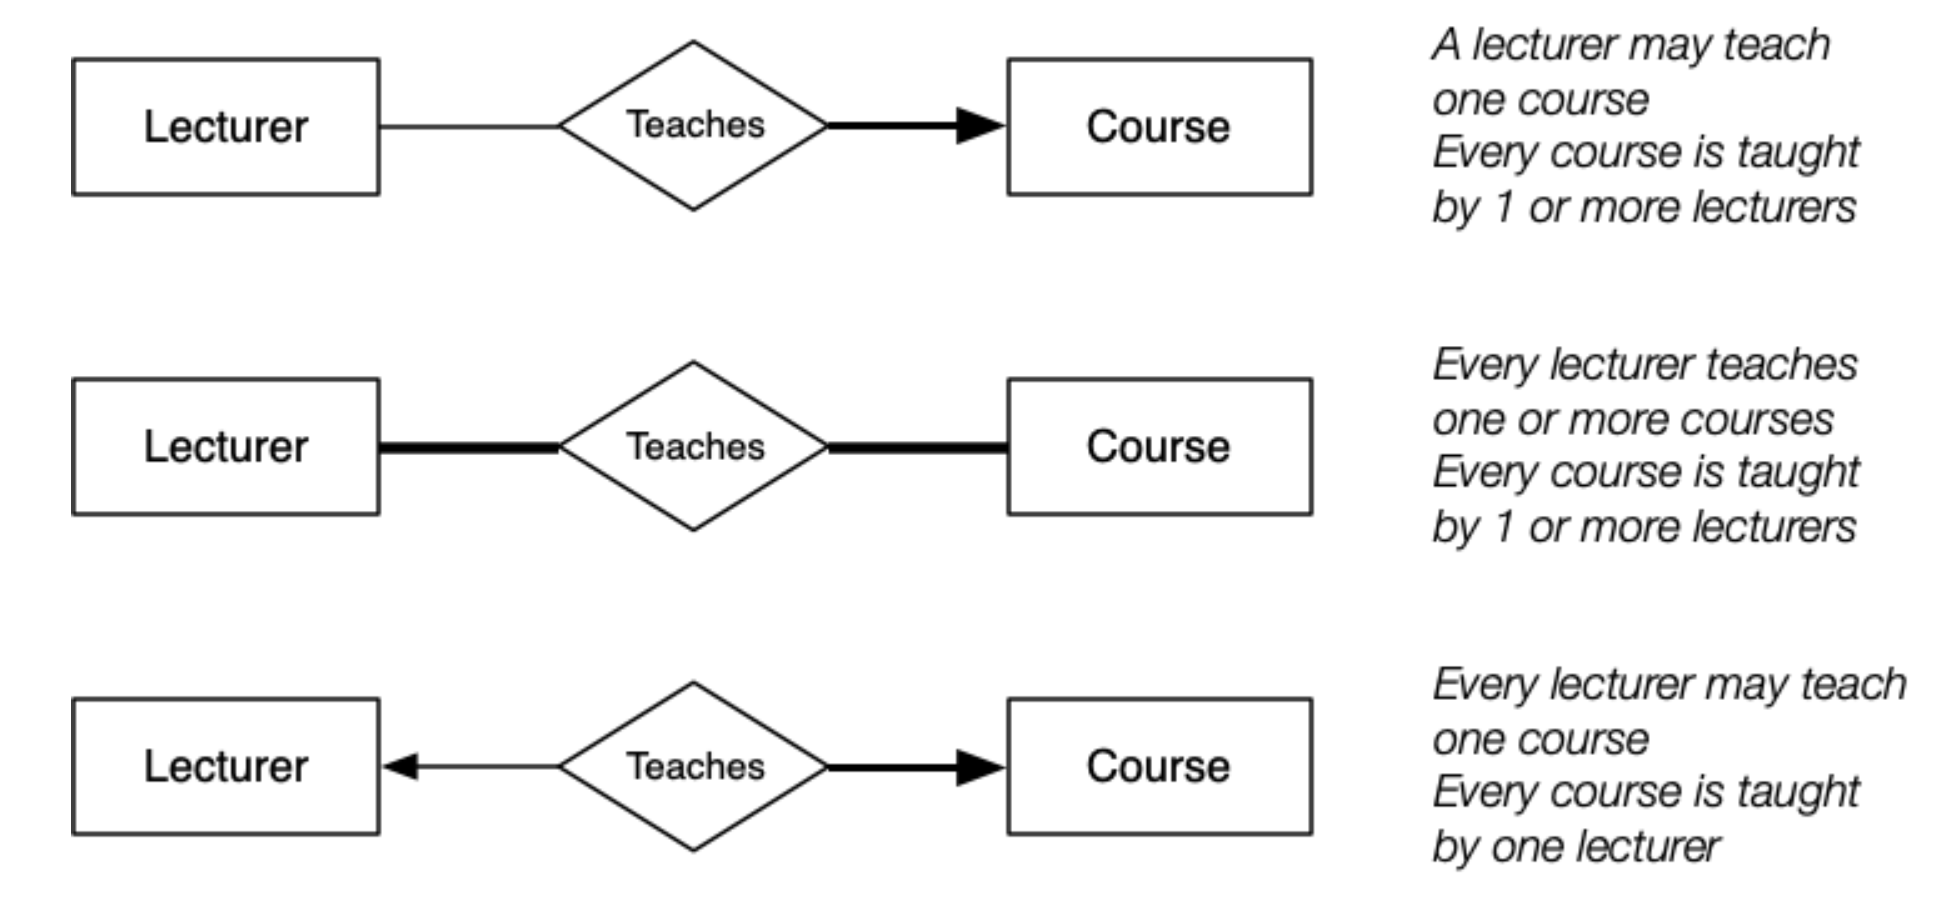 Lecturer
Teaches
Course
A lecturer may teach
one course
Every course is taught
by 1 or more lecturers
Lecturer
Teaches
Course
Every lecturer teaches
one or more courses
Every course is taught
by 1 or more lecturers
Lecturer
Teaches
Course
Every lecturer may teach
one course
Every course is taught
by one lecturer